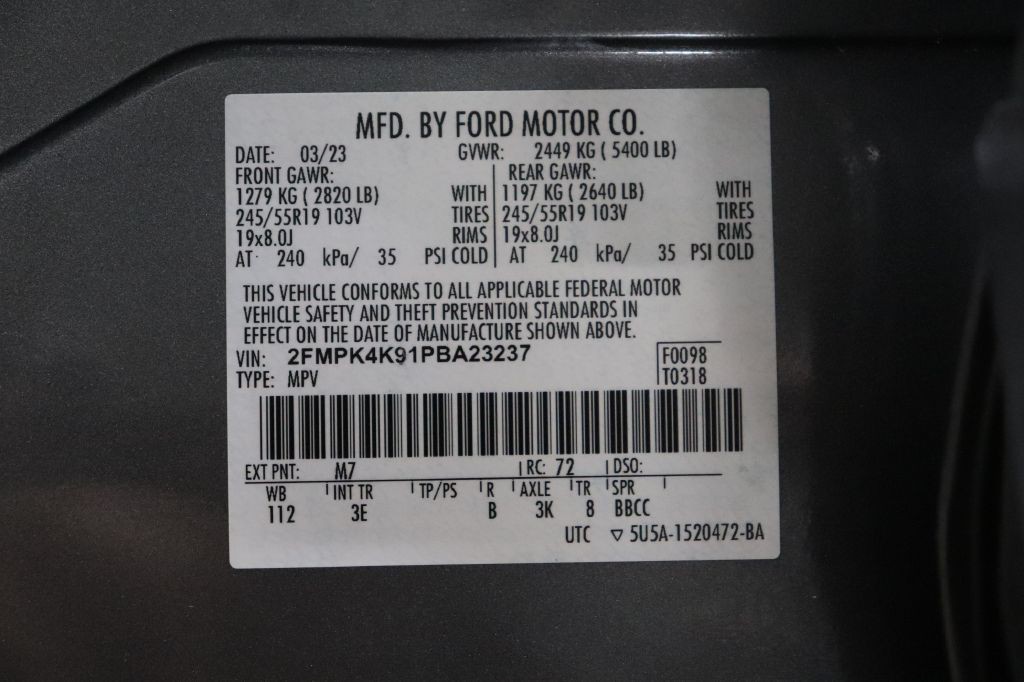 MFD. BY FORD MOTOR CO.
DATE: 03/23 GVWR: 2449 KG ( 5400 LB)
FRONT GAWR: REAR GAWR:
1279 KG ( 2820 LB) WITH 1197 KG ( 2640 LB) WITH
245/55R19 103V TIRES 245/55R19 103V TIRES
19x8.0J RIMS 19x8.0J RIMS
AT 240 kPa/ 35 PSI COLD AT 240 kPa/ 35 PSI COLD
THIS VEHICLE CONFORMS TO ALL APPLICABLE FEDERAL MOTOR
VEHICLE SAFETY AND THEFT PREVENTION STANDARDS IN
EFFECT ON THE DATE OF MANUFACTURE SHOWN ABOVE.
VIN: 2FMPK4K91PBA23237 F0098
TYPE: MPV T0318
EXT PNT: M7 RC: 72 DSO:
WB INT TR TP/PS R AXLE TR SPR
112 3E B 3K 8 BBCC
UTC ▽ 5U5A-1520472-BA